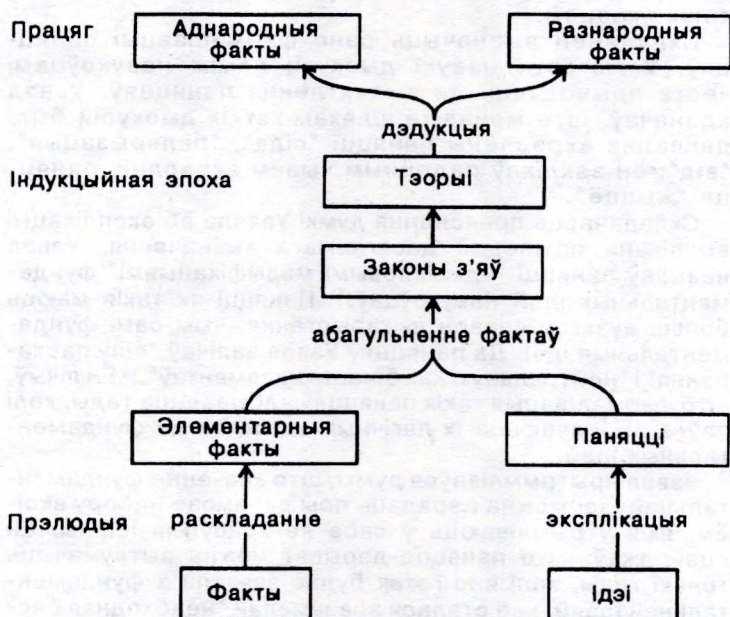 Працяг
Аднародныя
факты
Разнародныя
факты
дэдукцыя
Індукцыйная эпоха
Тэорыі
Законы з'яў
абагульненне фактаў
Элементарныя
факты
Паняцці
Прэлюдыя
раскладанне
эксплікацыя
Факты
Ідэі